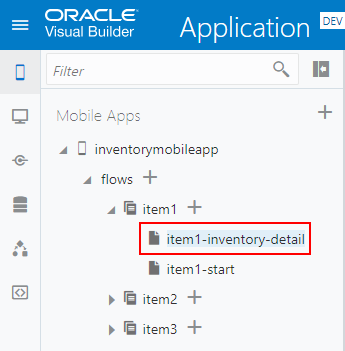 ORACLE
Visual Builder
Application
DEV
Filter
Mobile Apps
inventorymobileapp
flows
item1
item1-inventory-detail
item1-start
item2
item3